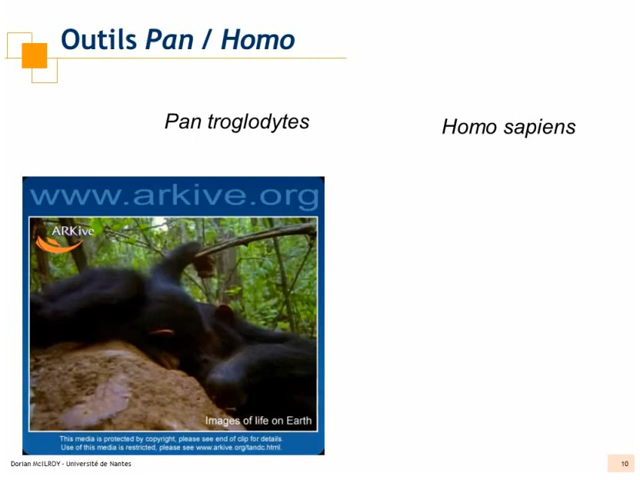 Outils Pan / Homo
Pan troglodytes
Homo sapiens
www.arkive.org
ARKive
Images of life on Earth
This media is protected by copyright, please see end of clip for details.
Use of this media is restricted, please see www.arkive.org/tandc.html.
Dorian McILROY - Université de Nantes
10